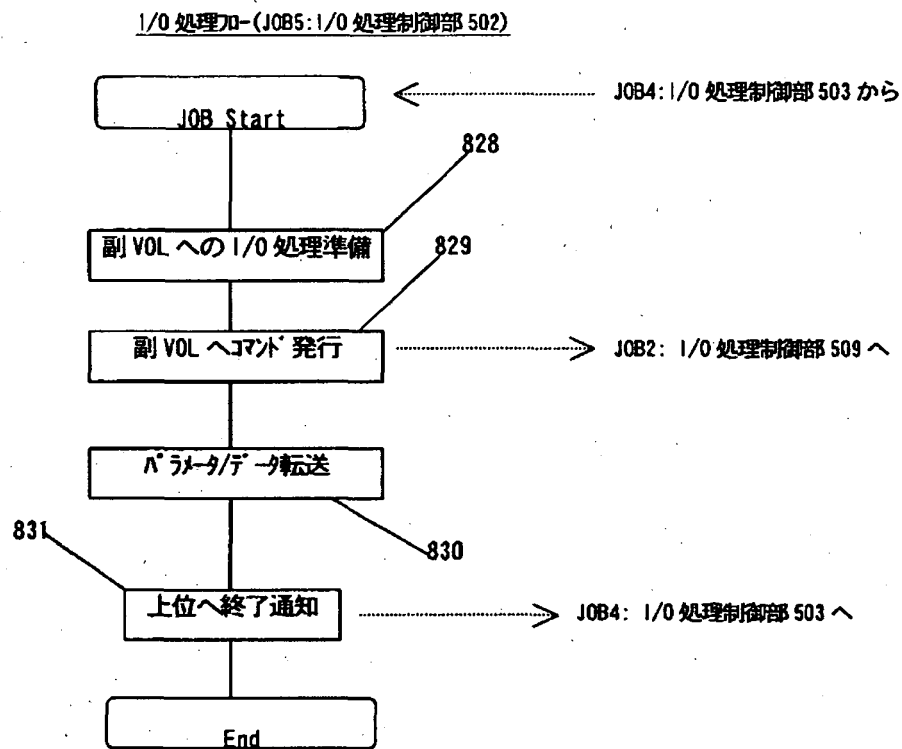 I/O 処理フロー(JOB5:I/O 処理制御部 502)
JOB Start
JOB4:I/O 処理制御部 503 から
828
副 VOL への I/O 処理準備
829
副 VOL へコマンド発行
JOB2: I/O 処理制御部 509 へ
パラメータ/データ転送
830
831
上位へ終了通知
JOB4: I/O 処理制御部 503 へ
End